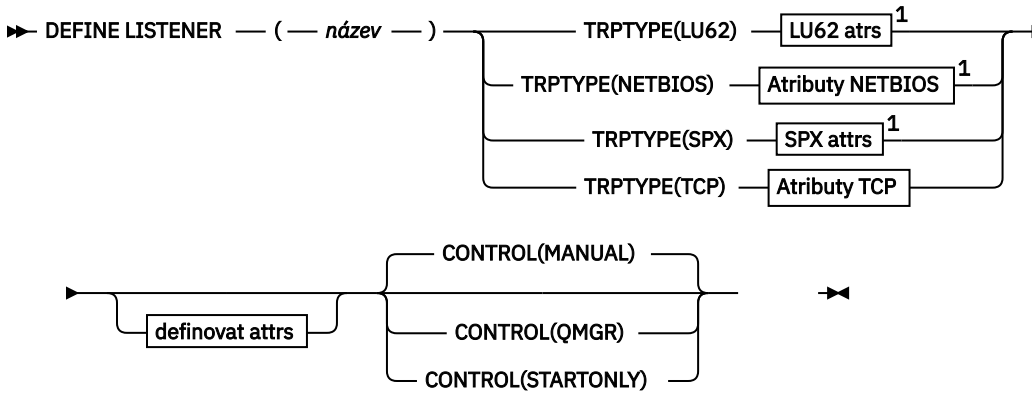 DEFINE LISTENER ( název ) TRPTYPE(LU62) LU62 atrs 1
TRPTYPE(NETBIOS) Atributy NETBIOS 1
TRPTYPE(SPX) SPX attrs 1
TRPTYPE(TCP) Atributy TCP
CONTROL(MANUAL)
definovat attrs
CONTROL(QMGR)
CONTROL(STARTONLY)